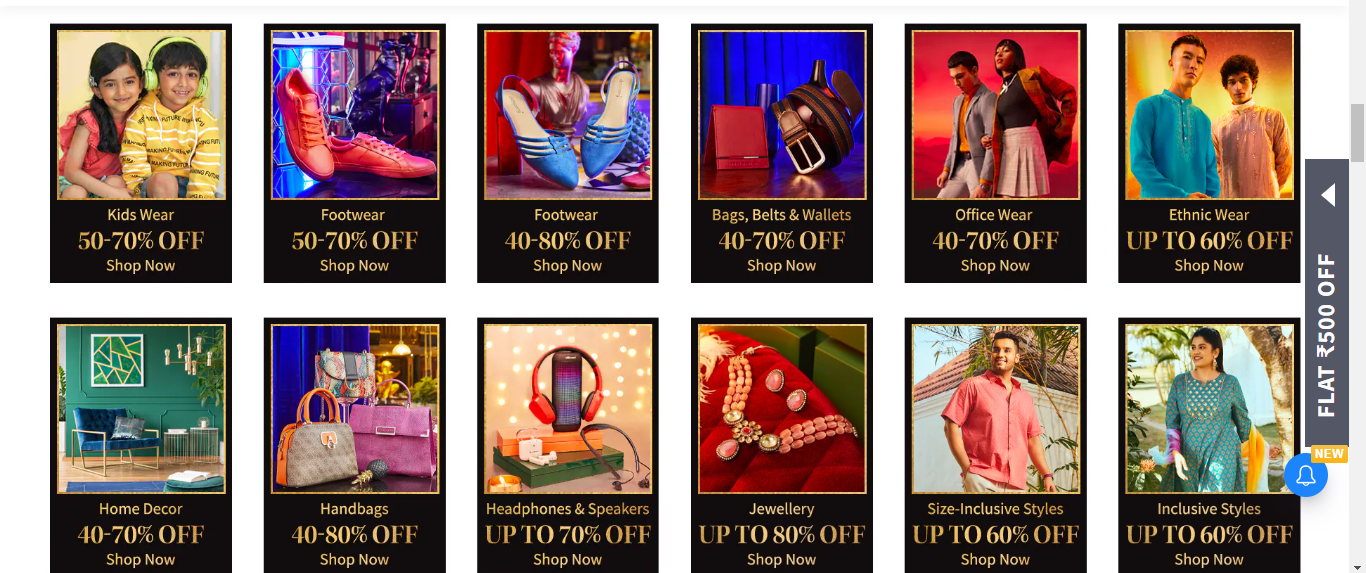 Kids Wear
50-70% OFF
Shop Now
Footwear
50-70% OFF
Shop Now
Footwear
40-80% OFF
Shop Now
Bags, Belts & Wallets
40-70% OFF
Shop Now
Office Wear
40-70% OFF
Shop Now
Ethnic Wear
UP TO 60% OFF
Shop Now
Home Decor
40-70% OFF
Shop Now
Handbags
40-80% OFF
Shop Now
Headphones & Speakers
UP TO 70% OFF
Shop Now
Jewellery
UP TO 80% OFF
Shop Now
Size-Inclusive Styles
UP TO 60% OFF
Shop Now
Inclusive Styles
UP TO 60% OFF
Shop Now
FLAT ₹500 OFF
NEW